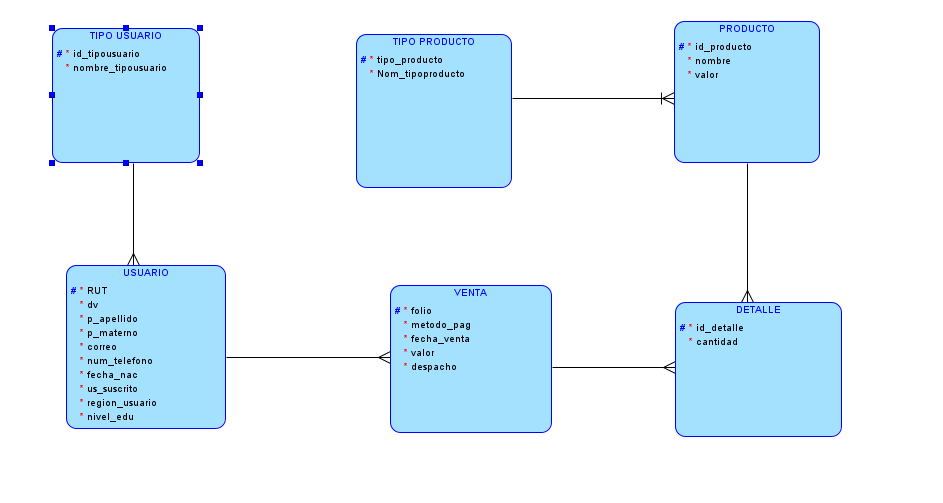 TIPO USUARIO
# * id_tipousuario
* nombre_tipousuario
TIPO PRODUCTO
# * tipo_producto
* Nom_tipoproducto
PRODUCTO
# * id_producto
* nombre
* valor
USUARIO
# * RUT
* dv
* p_apellido
* p_materno
* correo
* num_telefono
* fecha_nac
* us_suscrito
* region_usuario
* nivel_edu
VENTA
# * folio
* metodo_pag
* fecha_venta
* valor
* despacho
DETALLE
# * id_detalle
* cantidad